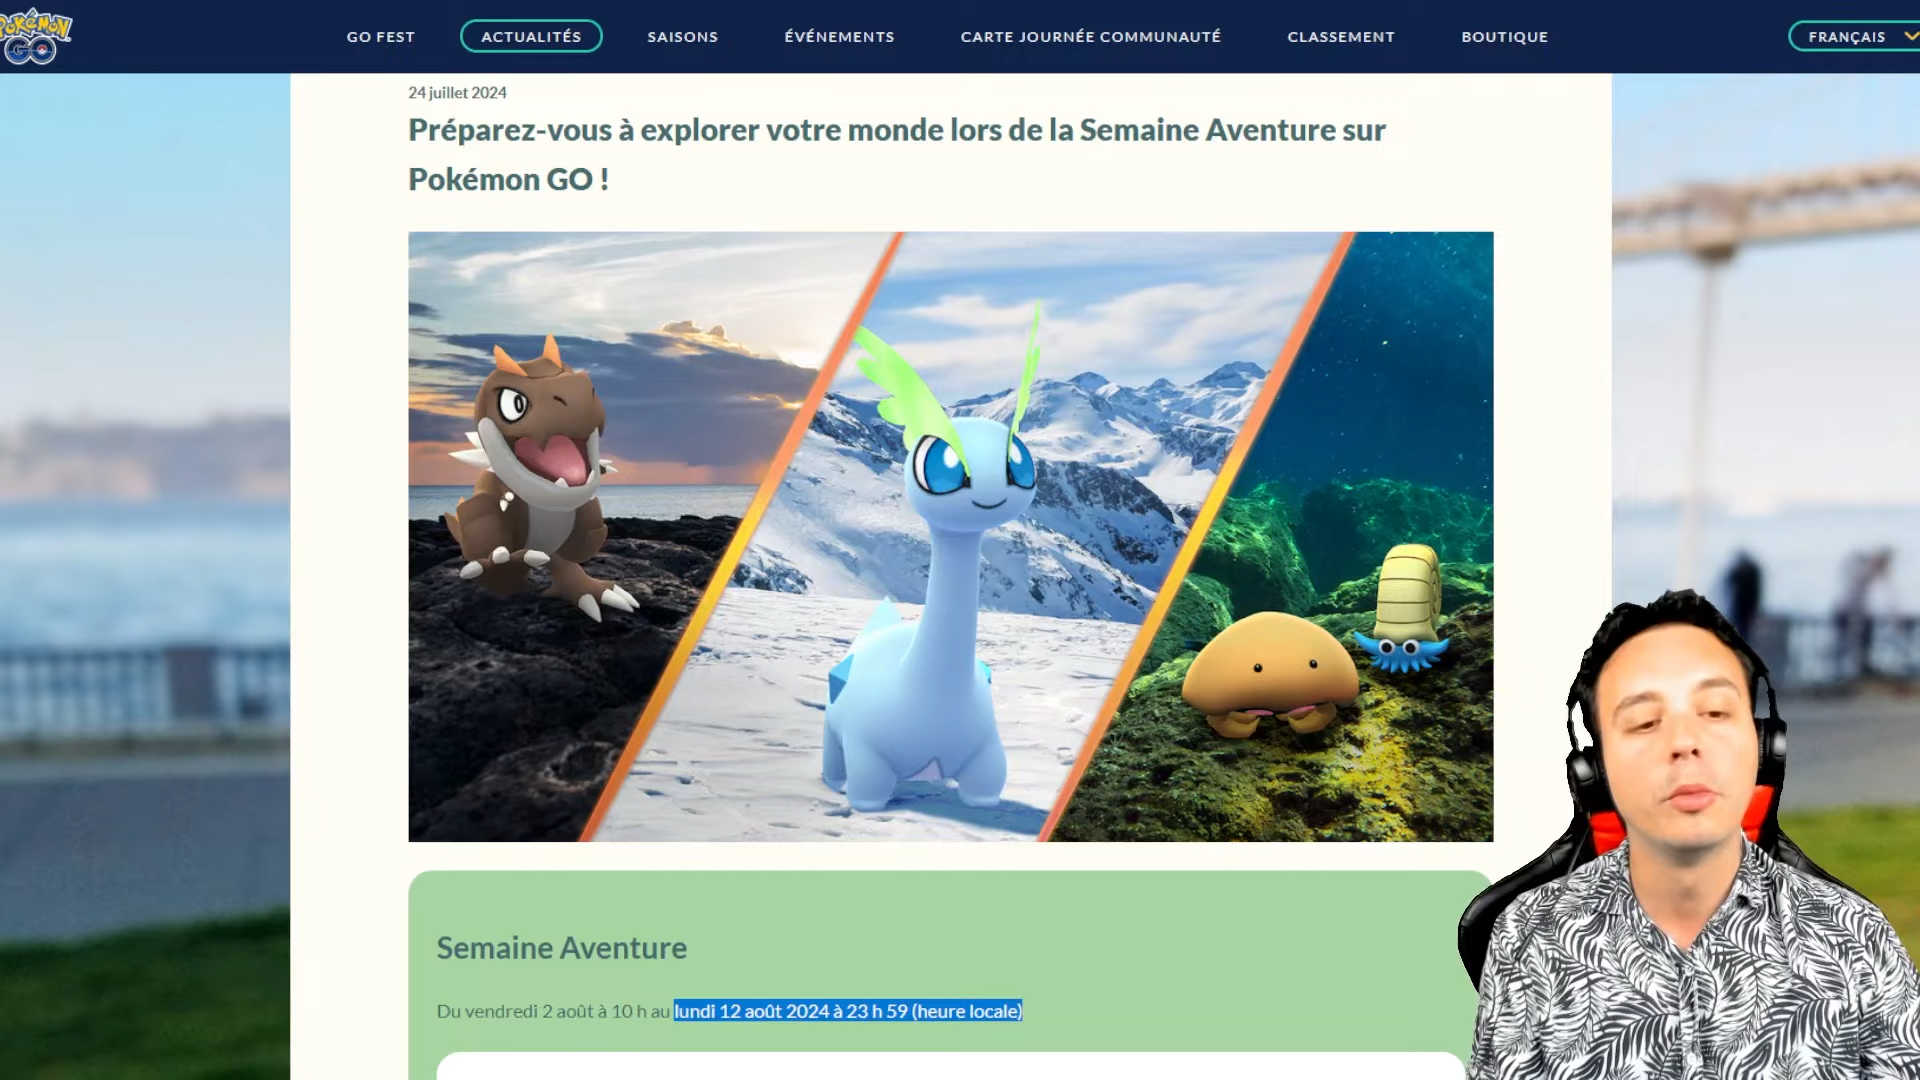 POKéMON
GO
GO FEST
ACTUALITÉS
SAISONS
ÉVÉNEMENTS
CARTE JOURNÉE COMMUNAUTÉ
CLASSEMENT
BOUTIQUE
FRANÇAIS
24 juillet 2024
Préparez-vous à explorer votre monde lors de la Semaine Aventure sur
Pokémon GO !
Semaine Aventure
Du vendredi 2 août à 10 h au lundi 12 août 2024 à 23 h 59 (heure locale)